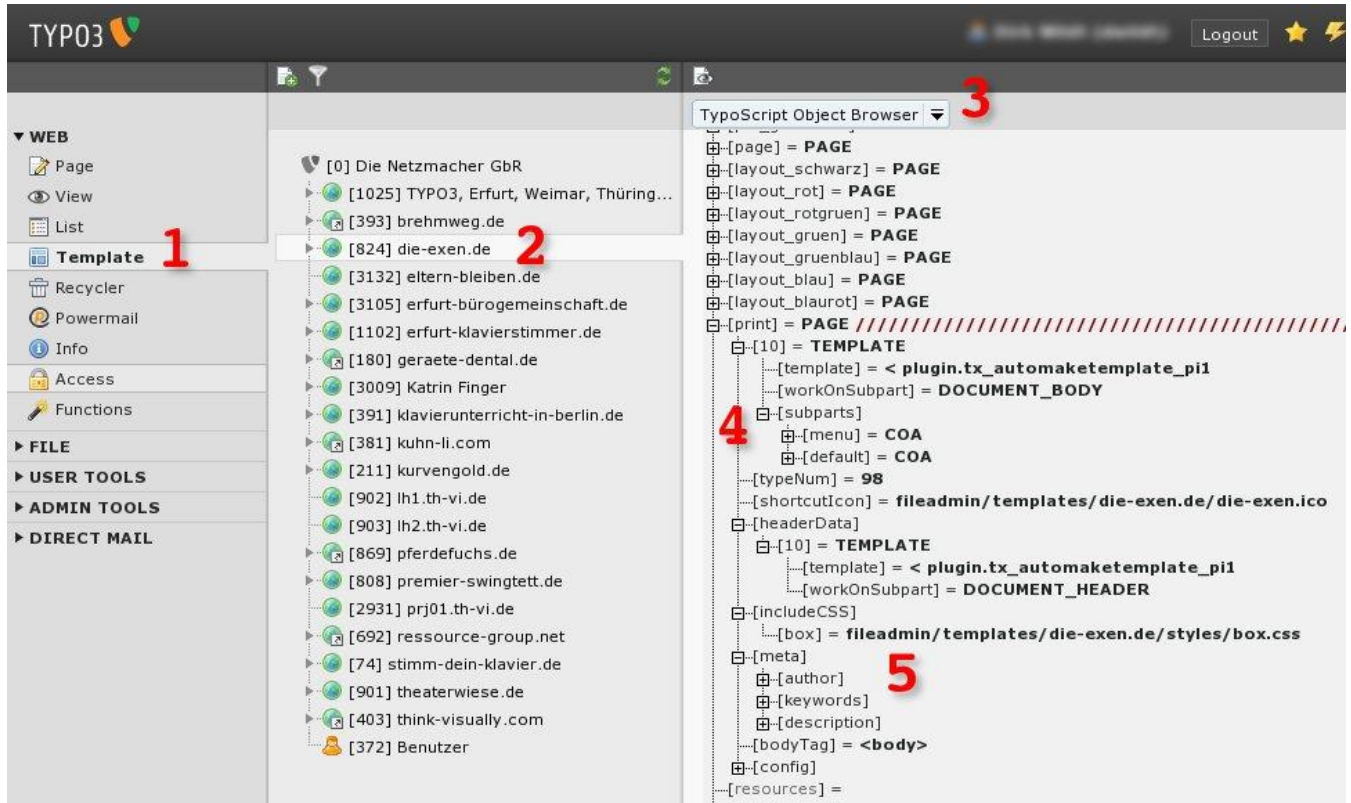 TYPO3
Logout
TypoScript Object Browser
3
WEB
Page
View
List
Template
1
Recycler
Powermail
Info
Access
Functions
FILE
USER TOOLS
ADMIN TOOLS
DIRECT MAIL
[0] Die Netzmacher GbR
[1025] TYPO3, Erfurt, Weimar, Thüring...
[393] brehmweg.de
[824] die-exen.de
2
[3132] eltern-bleiben.de
[3105] erfurt-bürogemeinschaft.de
[1102] erfurt-klavierstimmer.de
[180] geraete-dental.de
[3009] Katrin Finger
[391] klavierunterricht-in-berlin.de
[381] kuhn-li.com
[211] kurvengold.de
[902] lh1.th-vi.de
[903] lh2.th-vi.de
[869] pferdefuchs.de
[808] premier-swingtett.de
[2931] prj01.th-vi.de
[692] ressource-group.net
[74] stimm-dein-klavier.de
[901] theaterwiese.de
[403] think-visually.com
[372] Benutzer
[page] = PAGE
[layout_schwarz] = PAGE
[layout_rot] = PAGE
[layout_rotgruen] = PAGE
[layout_gruen] = PAGE
[layout_gruenblau] = PAGE
[layout_blau] = PAGE
[layout_blaurot] = PAGE
[print] = PAGE //////////////////////////////////////////////
[10] = TEMPLATE
[template] = < plugin.tx_automaketemplate_pi1
[workOnSubpart] = DOCUMENT_BODY
4
[subparts]
[menu] = COA
[default] = COA
[typeNum] = 98
[shortcutIcon] = fileadmin/templates/die-exen.de/die-exen.ico
[headerData]
[10] = TEMPLATE
[template] = < plugin.tx_automaketemplate_pi1
[workOnSubpart] = DOCUMENT_HEADER
[includeCSS]
[box] = fileadmin/templates/die-exen.de/styles/box.css
[meta]
5
[author]
[keywords]
[description]
[bodyTag] = <body>
[config]
[resources] =